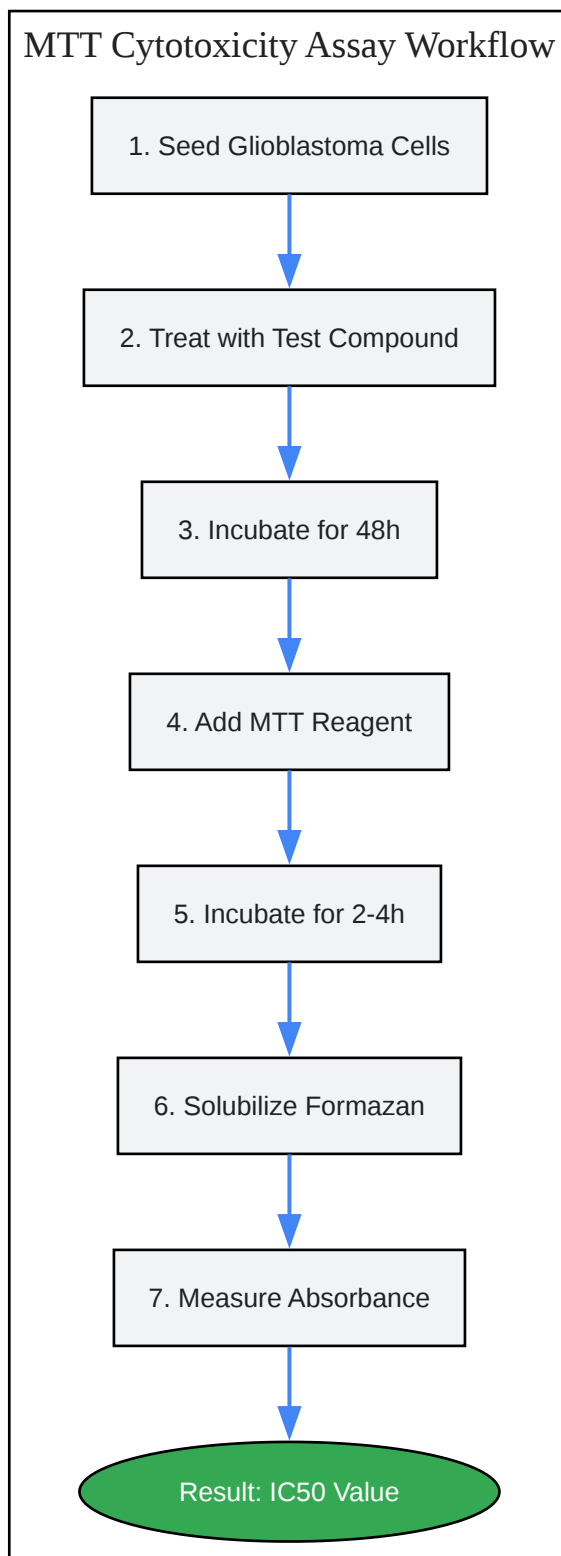 MTT Cytotoxicity Assay Workflow
1. Seed Glioblastoma Cells
2. Treat with Test Compound
3. Incubate for 48h
4. Add MTT Reagent
5. Incubate for 2-4h
6. Solubilize Formazan
7. Measure Absorbance
Result: IC50 Value